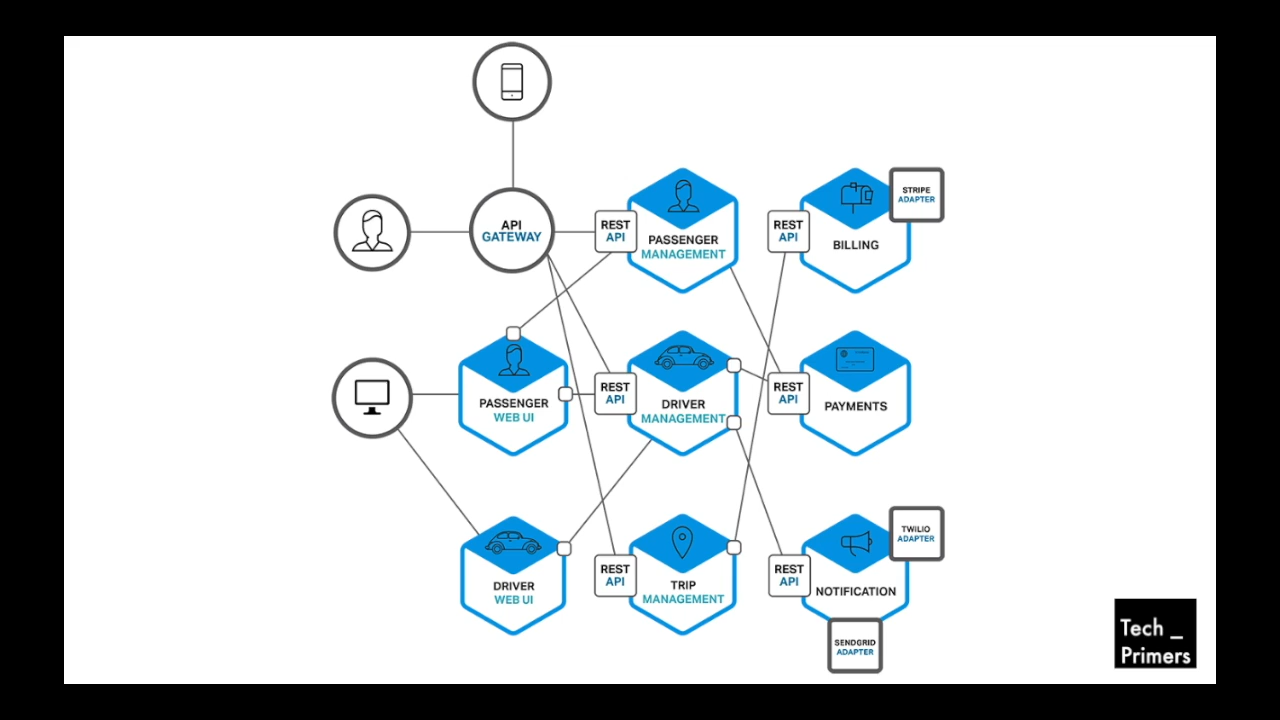 API
GATEWAY
REST
API
PASSENGER
MANAGEMENT
REST
API
BILLING
STRIPE
ADAPTER
PASSENGER
WEB UI
REST
API
DRIVER
MANAGEMENT
REST
API
PAYMENTS
DRIVER
WEB UI
REST
API
TRIP
MANAGEMENT
REST
API
NOTIFICATION
TWILIO
ADAPTER
SENDGRID
ADAPTER
Tech _
Primers